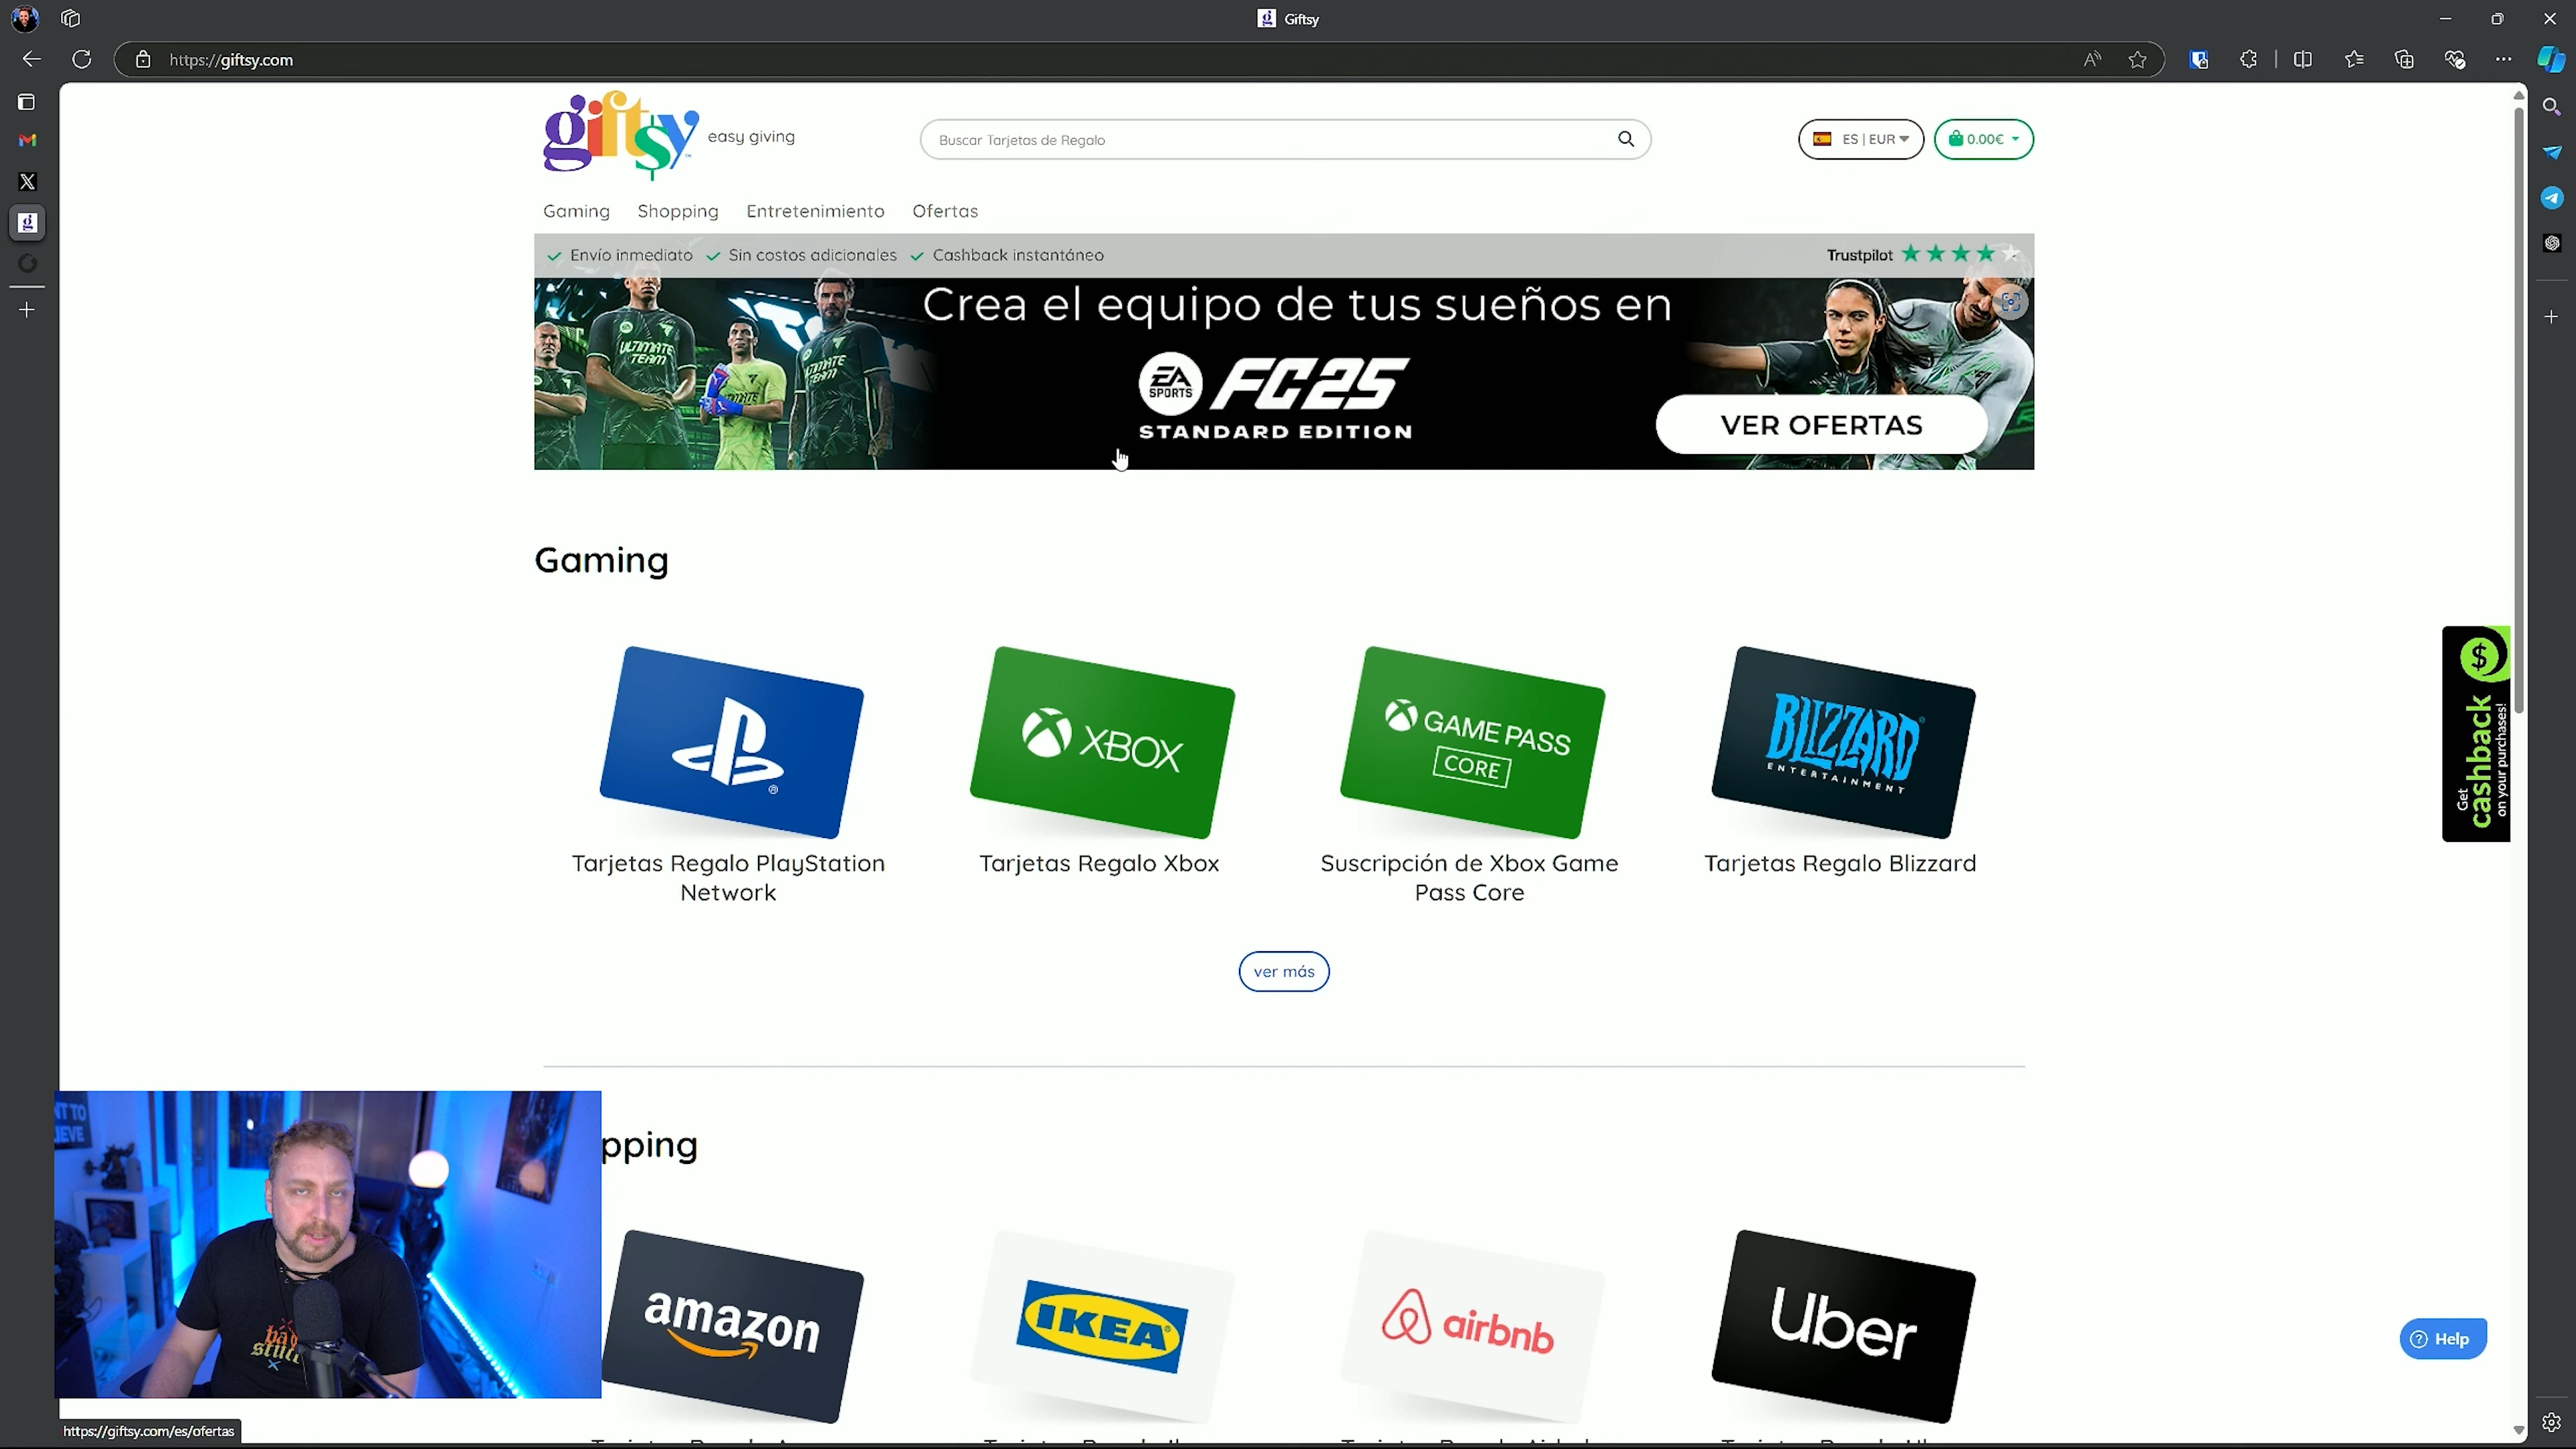 Giftsy
https://giftsy.com
giftsy easy giving
Buscar Tarjetas de Regalo
ES | EUR
0.00€
Gaming Shopping Entretenimiento Ofertas
Envío inmediato Sin costos adicionales Cashback instantáneo
Trustpilot
Crea el equipo de tus sueños en
EA SPORTS FC25
STANDARD EDITION
VER OFERTAS
ULTIMATE TEAM
ULTIMATE TEAM
Gaming
XBOX
GAME PASS
CORE
BLIZZARD
ENTERTAINMENT
Tarjetas Regalo PlayStation
Network
Tarjetas Regalo Xbox
Suscripción de Xbox Game
Pass Core
Tarjetas Regalo Blizzard
Get
cashback
on your purchases!
ver más
pping
amazon
IKEA
airbnb
Uber
Help
https://giftsy.com/es/ofertas